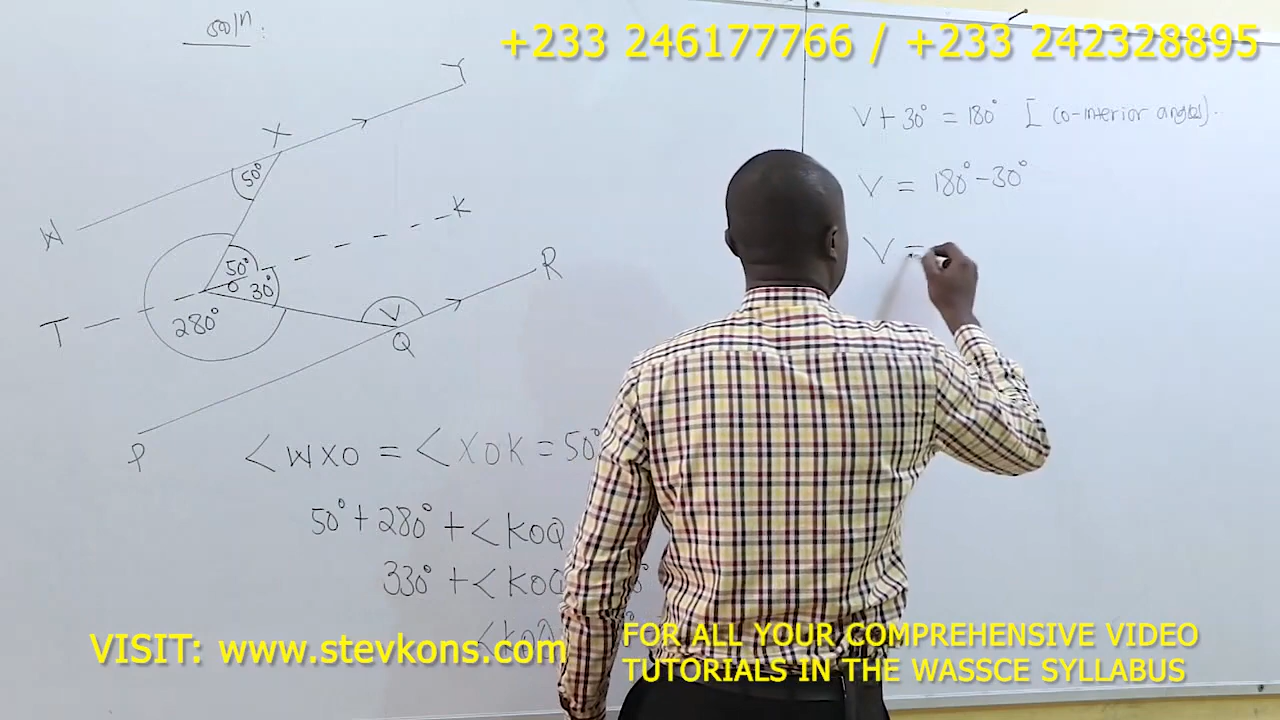 soln:
+233 246177766 / +233 242328895
Y
X
50°
W
K
50°
O
30°
T
280°
V
Q
R
P
<WXO = <XOK = 50°
50° + 280° + <KOQ
330° + <KOQ
<KOQ
V + 30° = 180° [co-interior angles].
V = 180° - 30°
V =
VISIT: www.stevkons.com
FOR ALL YOUR COMPREHENSIVE VIDEO
TUTORIALS IN THE WASSCE SYLLABUS